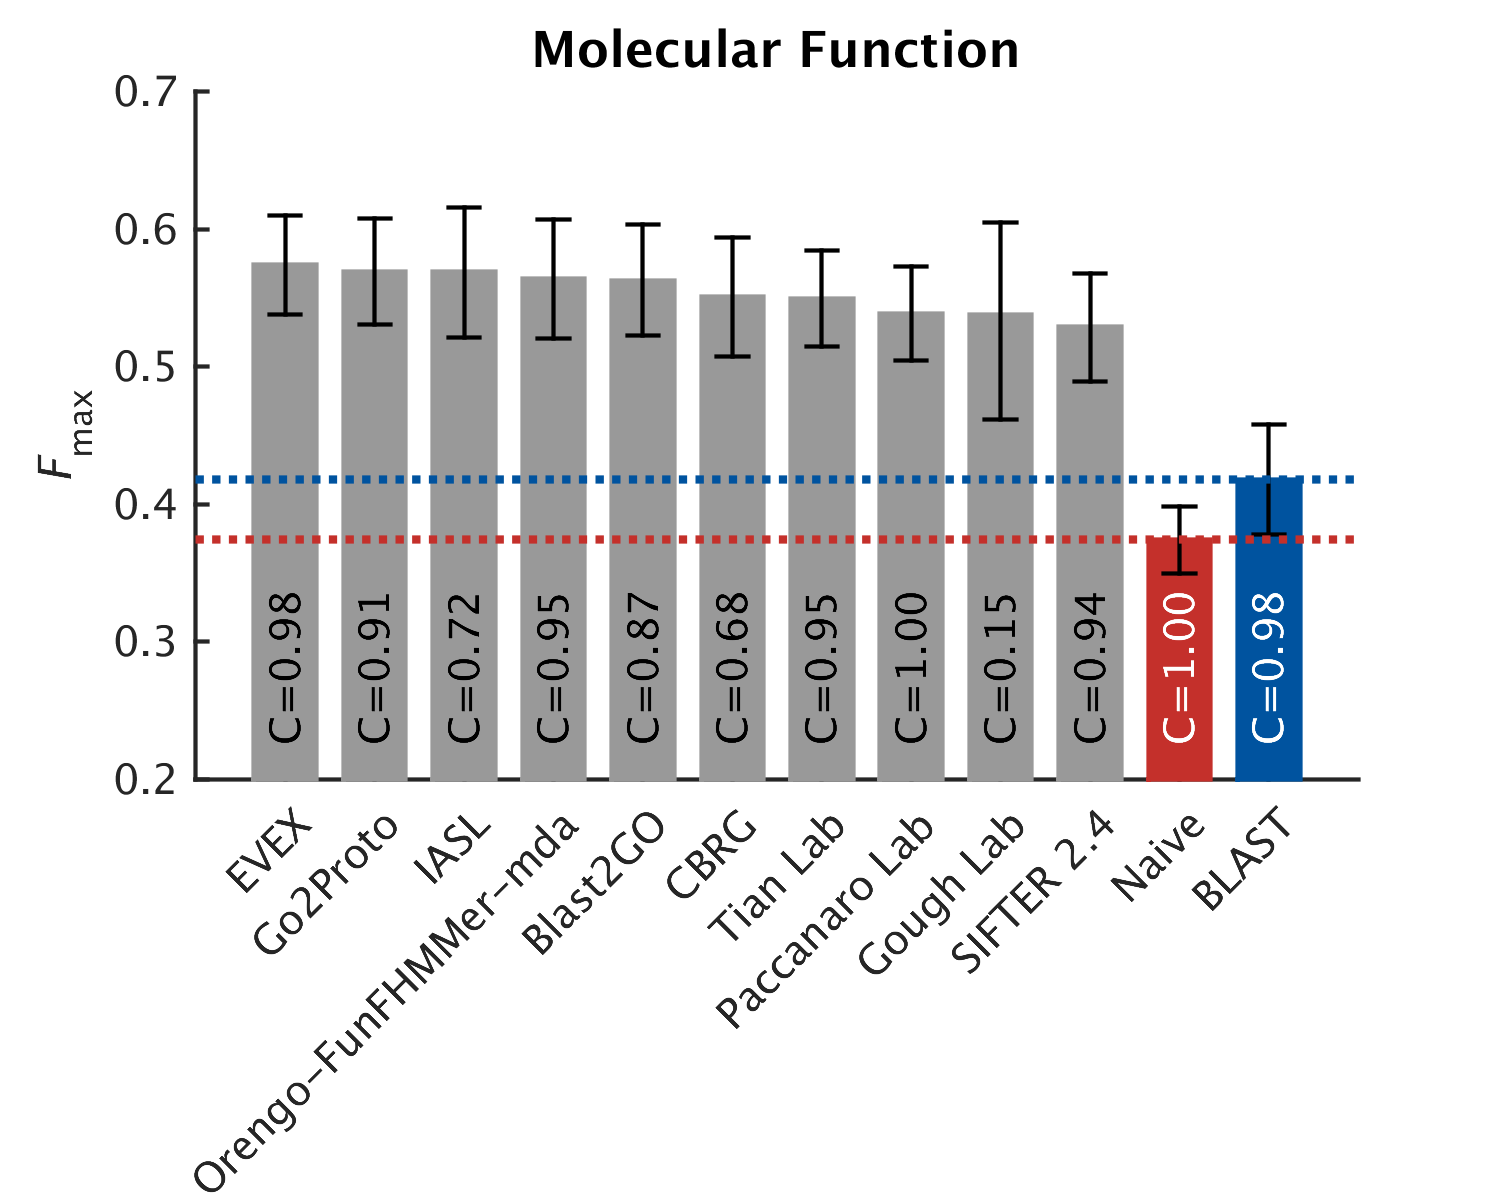 Molecular Function
0.7
0.6
0.5
0.4
0.3
0.2
Fmax
C=0.98
C=0.91
C=0.72
C=0.95
C=0.87
C=0.68
C=0.95
C=1.00
C=0.15
C=0.94
C=1.00
C=0.98
EVEX
Go2Proto
IASL
Orengo-FunFHMMer-mda
Blast2GO
CBRG
Tian Lab
Paccanaro Lab
Gough Lab
SIFTER 2.4
Naive
BLAST